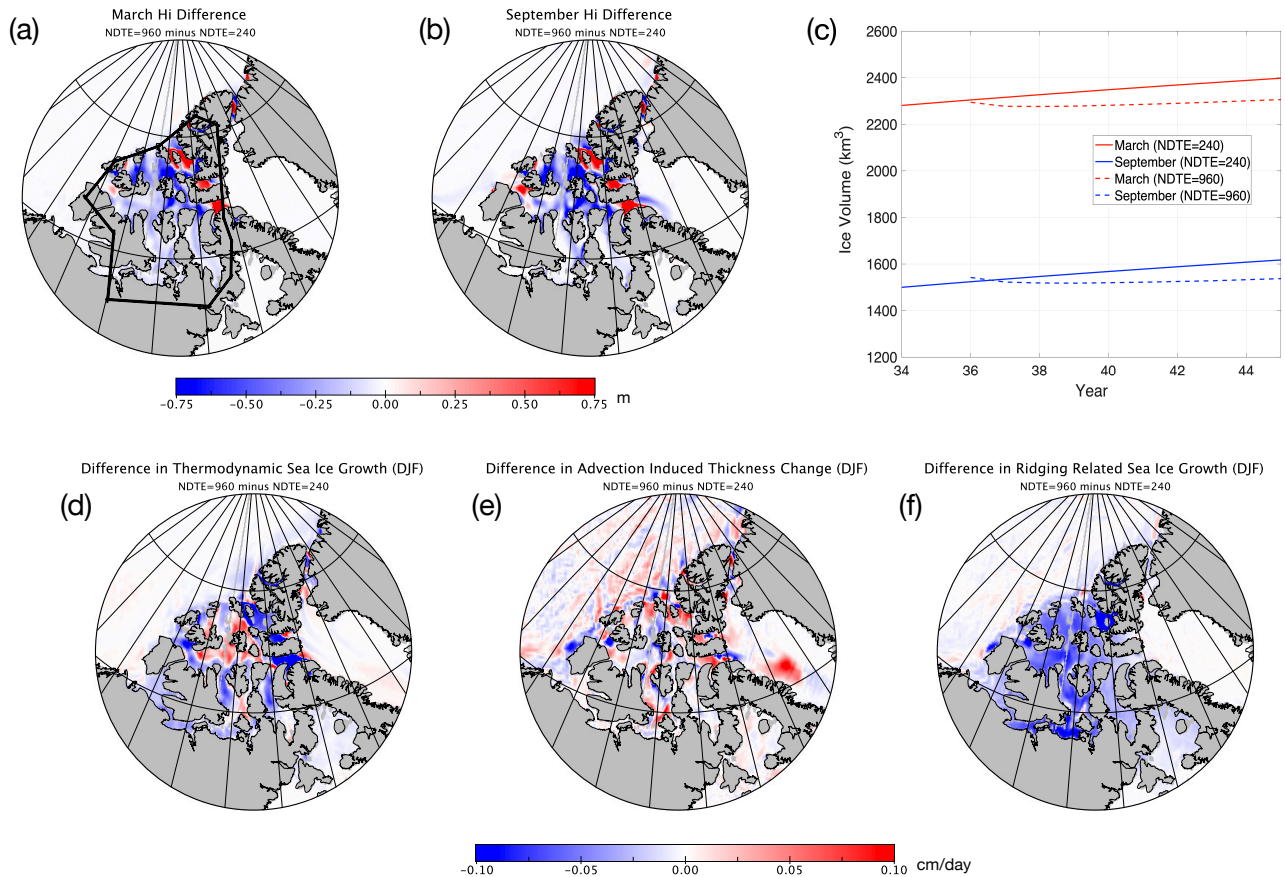 (a)
March Hi Difference
NDTE=960 minus NDTE=240
(b)
September Hi Difference
NDTE=960 minus NDTE=240
(c)
2600
2400
2200
2000
1800
1600
1400
1200
Ice Volume (km³)
34
36
38
40
42
44
Year
March (NDTE=240)
September (NDTE=240)
March (NDTE=960)
September (NDTE=960)
−0.75
−0.50
−0.25
0.00
0.25
0.50
0.75
m
(d)
Difference in Thermodynamic Sea Ice Growth (DJF)
NDTE=960 minus NDTE=240
(e)
Difference in Advection Induced Thickness Change (DJF)
NDTE=960 minus NDTE=240
(f)
Difference in Ridging Related Sea Ice Growth (DJF)
NDTE=960 minus NDTE=240
−0.10
−0.05
0.00
0.05
0.10
cm/day